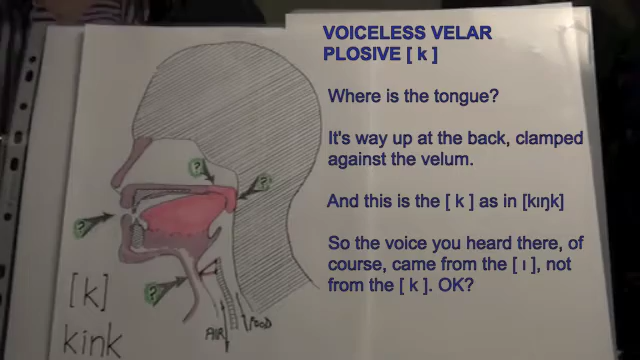 VOICELESS VELAR
PLOSIVE [ k ]
Where is the tongue?
It's way up at the back, clamped
against the velum.
And this is the [ k ] as in [kıŋk]
So the voice you heard there, of
course, came from the [ ı ], not
from the [ k ]. OK?
?
?
?
?
[k]
kink
AIR
FOOD